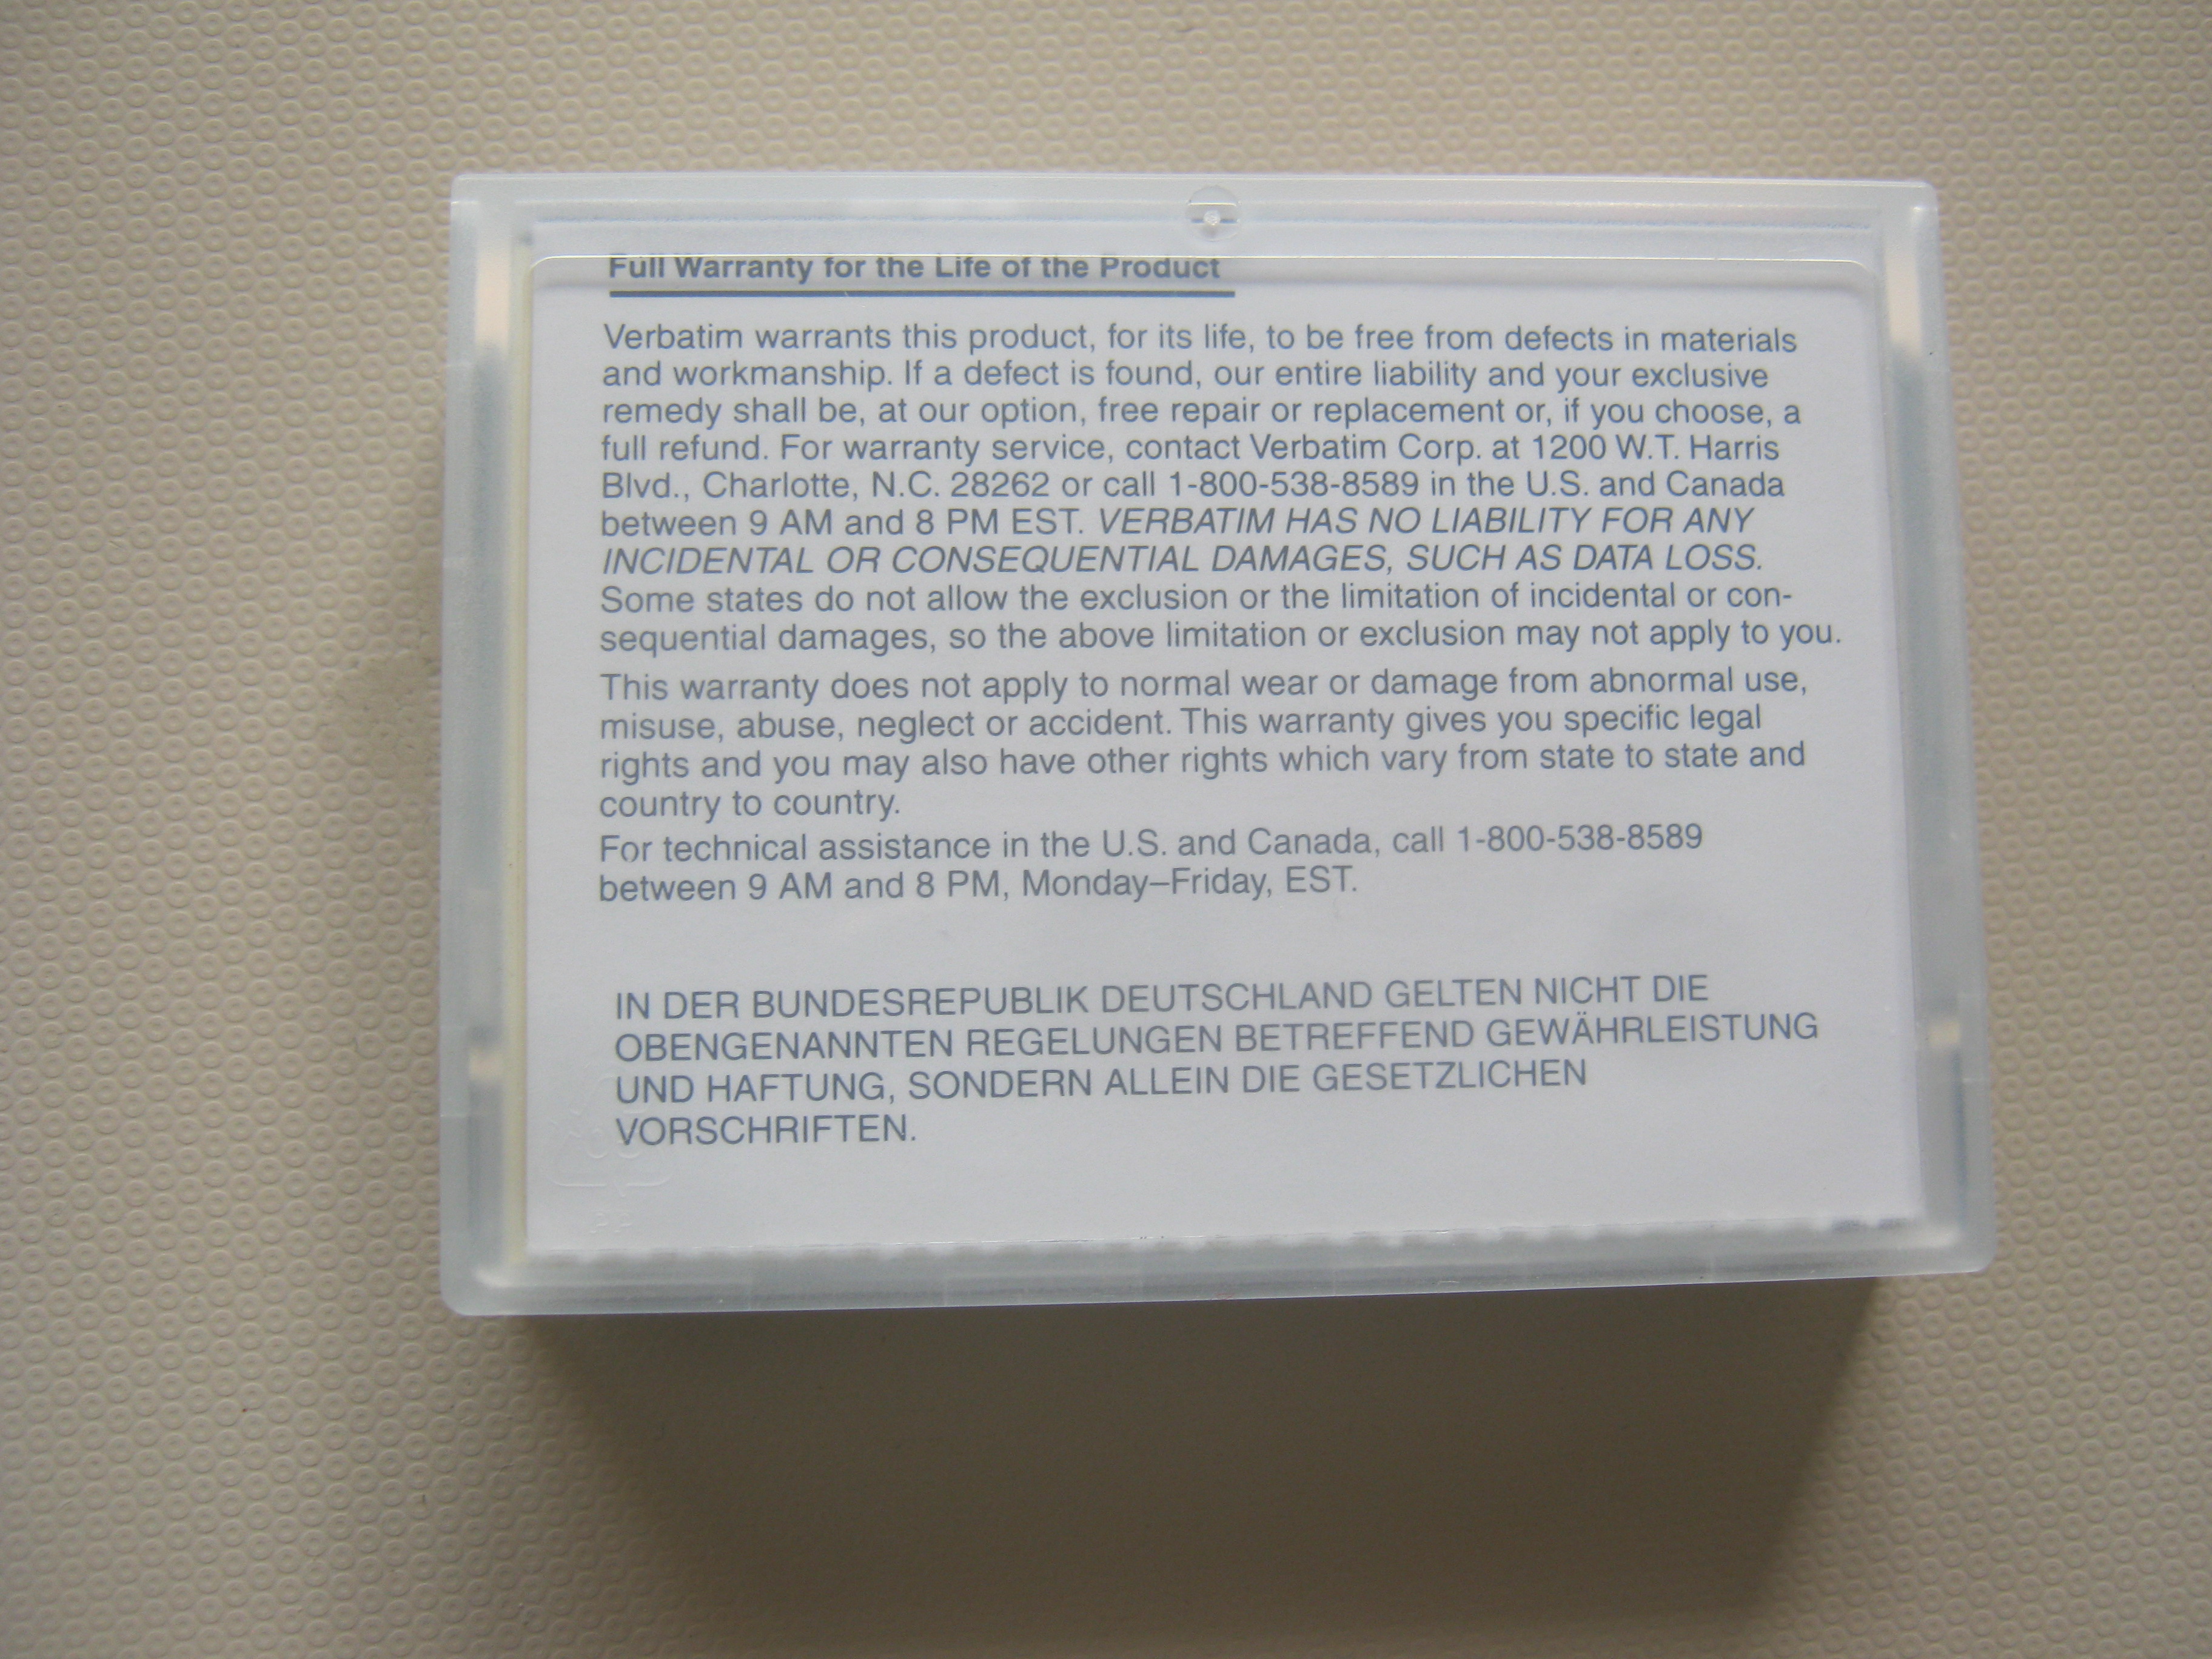 Full Warranty for the Life of the Product
Verbatim warrants this product, for its life, to be free from defects in materials
and workmanship. If a defect is found, our entire liability and your exclusive
remedy shall be, at our option, free repair or replacement or, if you choose, a
full refund. For warranty service, contact Verbatim Corp. at 1200 W.T. Harris
Blvd., Charlotte, N.C. 28262 or call 1-800-538-8589 in the U.S. and Canada
between 9 AM and 8 PM EST. VERBATIM HAS NO LIABILITY FOR ANY
INCIDENTAL OR CONSEQUENTIAL DAMAGES, SUCH AS DATA LOSS.
Some states do not allow the exclusion or the limitation of incidental or con-
sequential damages, so the above limitation or exclusion may not apply to you.
This warranty does not apply to normal wear or damage from abnormal use,
misuse, abuse, neglect or accident. This warranty gives you specific legal
rights and you may also have other rights which vary from state to state and
country to country.
For technical assistance in the U.S. and Canada, call 1-800-538-8589
between 9 AM and 8 PM, Monday–Friday, EST.
IN DER BUNDESREPUBLIK DEUTSCHLAND GELTEN NICHT DIE
OBENGENANNTEN REGELUNGEN BETREFFEND GEWÄHRLEISTUNG
UND HAFTUNG, SONDERN ALLEIN DIE GESETZLICHEN
VORSCHRIFTEN.